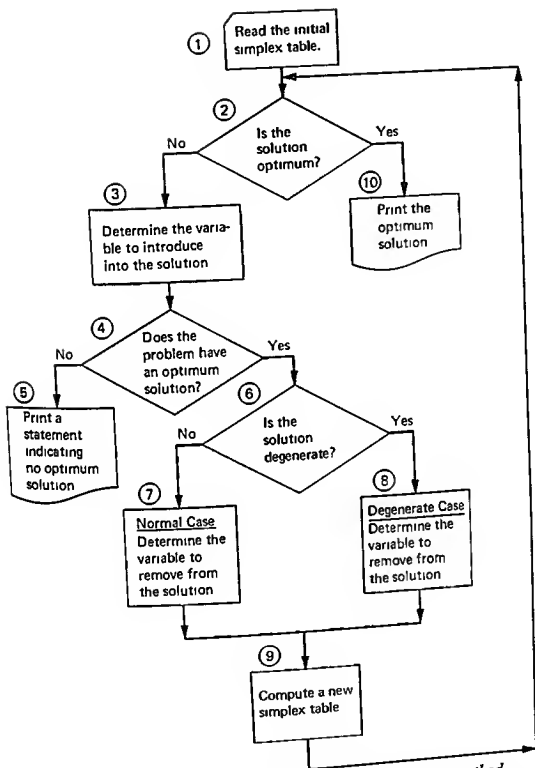 1
Read the initial
simplex table.
2
Is the
solution
optimum?
No
Yes
3
Determine the varia-
ble to introduce
into the solution
10
Print the
optimum
solution
4
Does the
problem have
an optimum
solution?
No
Yes
5
Print a
statement
indicating
no optimum
solution
6
Is the
solution
degenerate?
No
Yes
7
Normal Case
Determine the
variable to
remove from
the solution
8
Degenerate Case
Determine the
variable to
remove from
the solution
9
Compute a new
simplex table